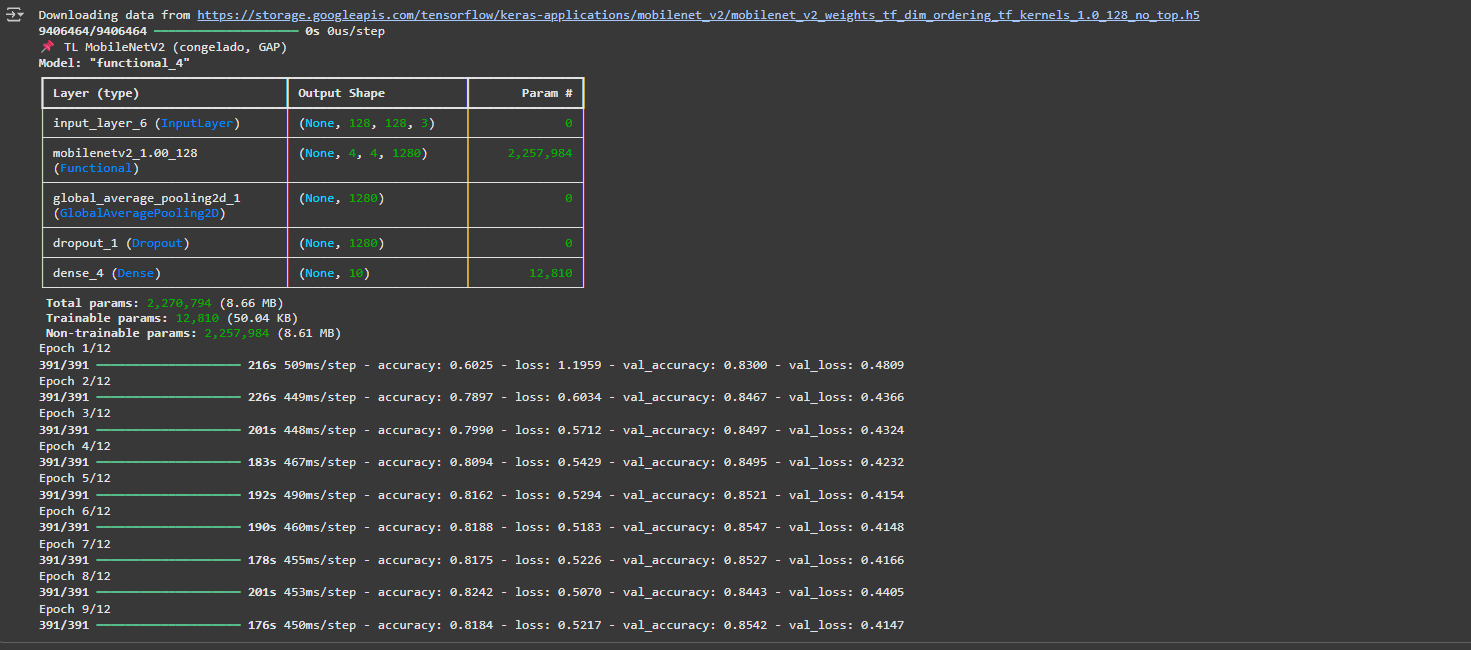 Downloading data from https://storage.googleapis.com/tensorflow/keras-applications/mobilenet_v2/mobilenet_v2_weights_tf_dim_ordering_tf_kernels_1.0_128_no_top.h5
9406464/9406464 ━━━━━━━━━━━━━━━━━━━━ 0s 0us/step
📌 TL MobileNetV2 (congelado, GAP)
Model: "functional_4"
Layer (type) Output Shape Param #
input_layer_6 (InputLayer) (None, 128, 128, 3) 0
mobilenetv2_1.00_128 (None, 4, 4, 1280) 2,257,984
(Functional)
global_average_pooling2d_1 (None, 1280) 0
(GlobalAveragePooling2D)
dropout_1 (Dropout) (None, 1280) 0
dense_4 (Dense) (None, 10) 12,810
Total params: 2,270,794 (8.66 MB)
Trainable params: 12,810 (50.04 KB)
Non-trainable params: 2,257,984 (8.61 MB)
Epoch 1/12
391/391 ━━━━━━━━━━━━━━━━━━━━ 216s 509ms/step - accuracy: 0.6025 - loss: 1.1959 - val_accuracy: 0.8300 - val_loss: 0.4809
Epoch 2/12
391/391 ━━━━━━━━━━━━━━━━━━━━ 226s 449ms/step - accuracy: 0.7897 - loss: 0.6034 - val_accuracy: 0.8467 - val_loss: 0.4366
Epoch 3/12
391/391 ━━━━━━━━━━━━━━━━━━━━ 201s 448ms/step - accuracy: 0.7990 - loss: 0.5712 - val_accuracy: 0.8497 - val_loss: 0.4324
Epoch 4/12
391/391 ━━━━━━━━━━━━━━━━━━━━ 183s 467ms/step - accuracy: 0.8094 - loss: 0.5429 - val_accuracy: 0.8495 - val_loss: 0.4232
Epoch 5/12
391/391 ━━━━━━━━━━━━━━━━━━━━ 192s 490ms/step - accuracy: 0.8162 - loss: 0.5294 - val_accuracy: 0.8521 - val_loss: 0.4154
Epoch 6/12
391/391 ━━━━━━━━━━━━━━━━━━━━ 190s 460ms/step - accuracy: 0.8188 - loss: 0.5183 - val_accuracy: 0.8547 - val_loss: 0.4148
Epoch 7/12
391/391 ━━━━━━━━━━━━━━━━━━━━ 178s 455ms/step - accuracy: 0.8175 - loss: 0.5226 - val_accuracy: 0.8527 - val_loss: 0.4166
Epoch 8/12
391/391 ━━━━━━━━━━━━━━━━━━━━ 201s 453ms/step - accuracy: 0.8242 - loss: 0.5070 - val_accuracy: 0.8443 - val_loss: 0.4405
Epoch 9/12
391/391 ━━━━━━━━━━━━━━━━━━━━ 176s 450ms/step - accuracy: 0.8184 - loss: 0.5217 - val_accuracy: 0.8542 - val_loss: 0.4147